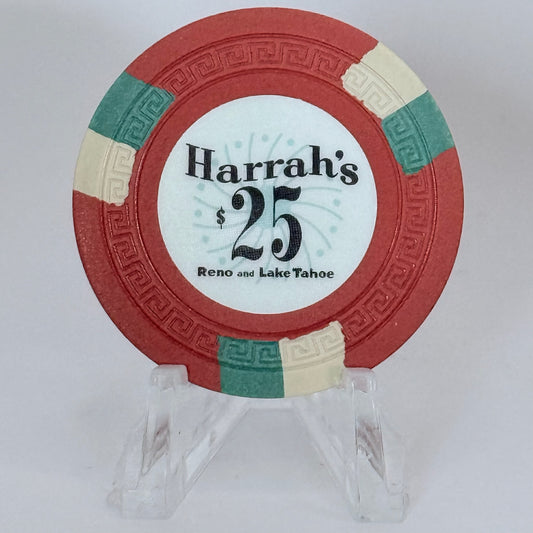 Harrah's
$25
Reno and Lake Tahoe